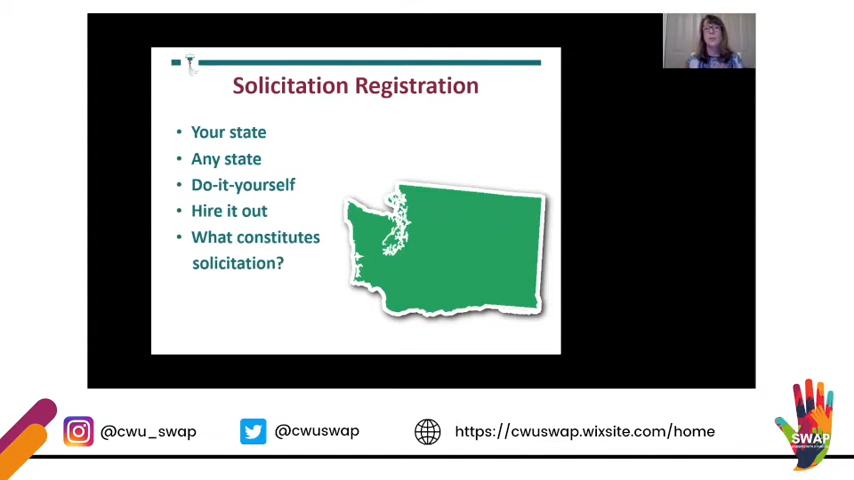 Solicitation Registration
• Your state
• Any state
• Do-it-yourself
• Hire it out
• What constitutes
solicitation?
@cwu_swap
@cwuswap
https://cwuswap.wixsite.com/home
SWAP